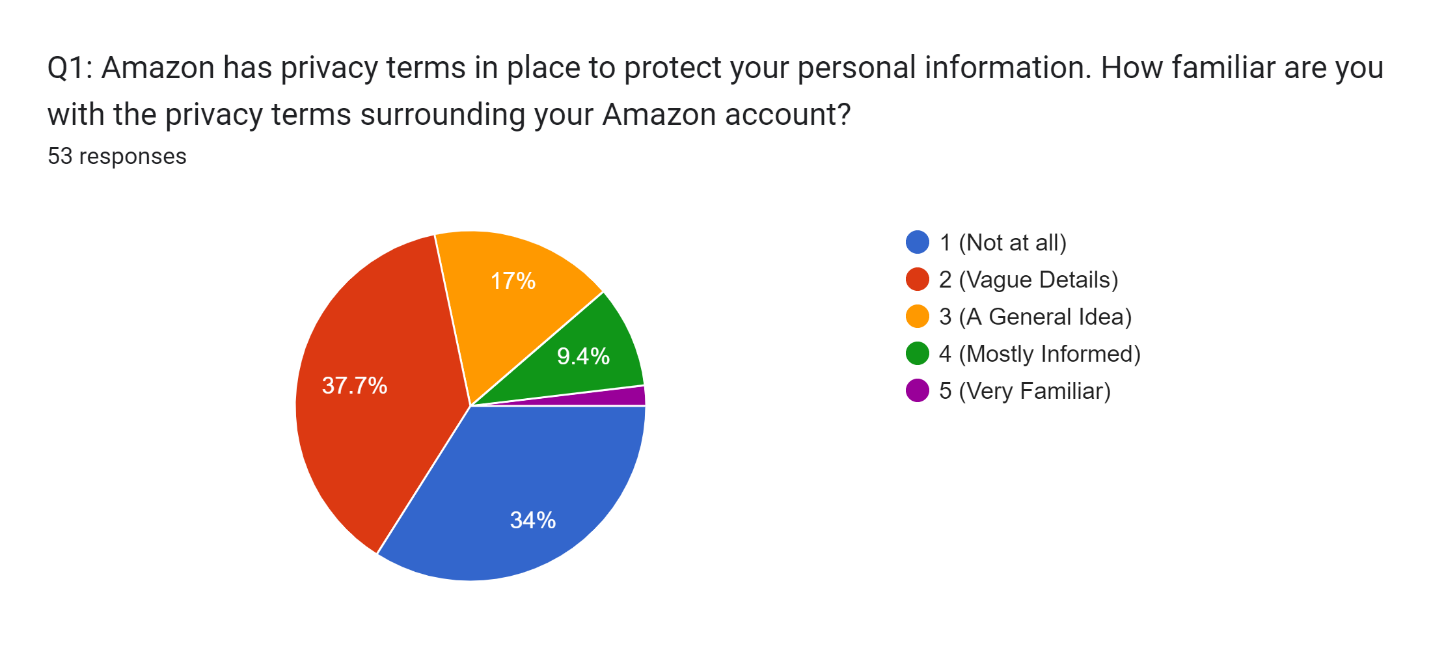 Q1: Amazon has privacy terms in place to protect your personal information. How familiar are you
with the privacy terms surrounding your Amazon account?
53 responses
17%
9.4%
37.7%
34%
1 (Not at all)
2 (Vague Details)
3 (A General Idea)
4 (Mostly Informed)
5 (Very Familiar)